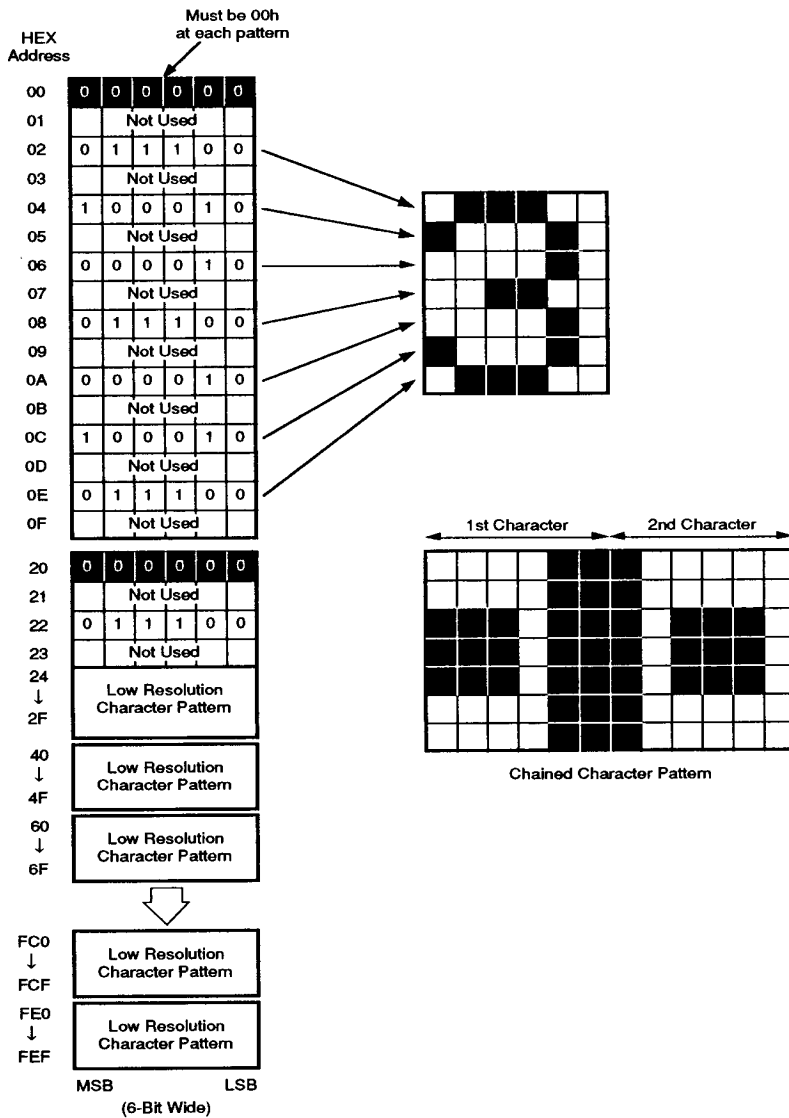 Must be 00h
at each pattern
HEX
Address
00 0 0 0 0 0 0
01 Not Used
02 0 1 1 1 0 0
03 Not Used
04 1 0 0 0 1 0
05 Not Used
06 0 0 0 0 1 0
07 Not Used
08 0 1 1 1 0 0
09 Not Used
0A 0 0 0 0 1 0
0B Not Used
0C 1 0 0 0 1 0
0D Not Used
0E 0 1 1 1 0 0
0F Not Used
20 0 0 0 0 0 0
21 Not Used
22 0 1 1 1 0 0
23 Not Used
24
↓
2F
Low Resolution
Character Pattern
40
↓
4F
Low Resolution
Character Pattern
60
↓
6F
Low Resolution
Character Pattern
FC0
↓
FCF
Low Resolution
Character Pattern
FE0
↓
FEF
Low Resolution
Character Pattern
MSB LSB
(6-Bit Wide)
1st Character 2nd Character
Chained Character Pattern